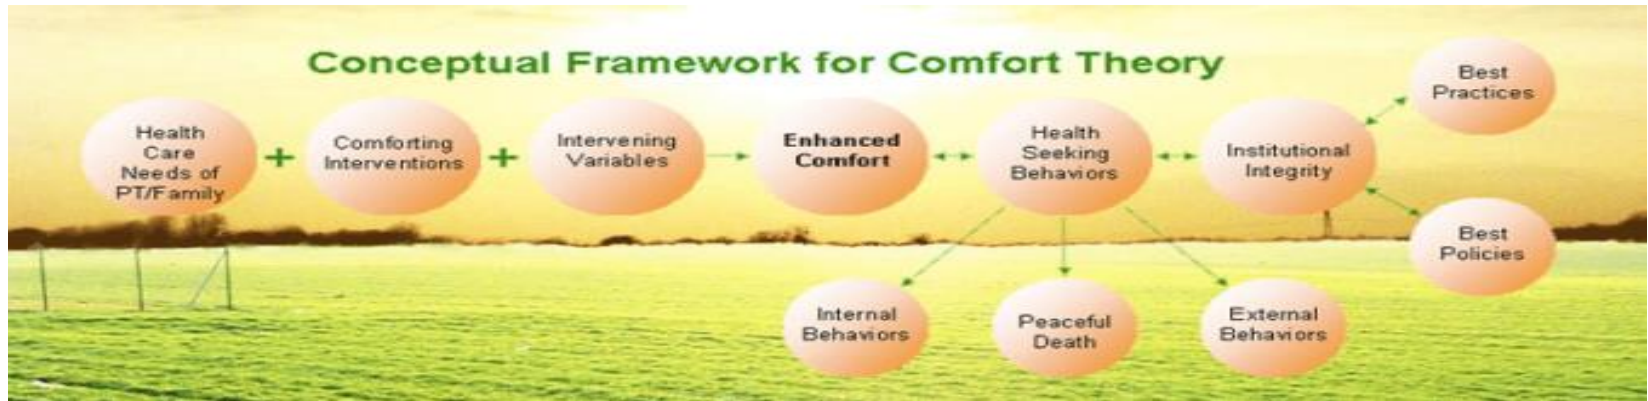 Conceptual Framework for Comfort Theory
Health
Care
Needs of
PT/Family
+
Comforting
Interventions
+
Intervening
Variables
Enhanced
Comfort
Health
Seeking
Behaviors
Institutional
Integrity
Best
Practices
Best
Policies
Internal
Behaviors
Peaceful
Death
External
Behaviors